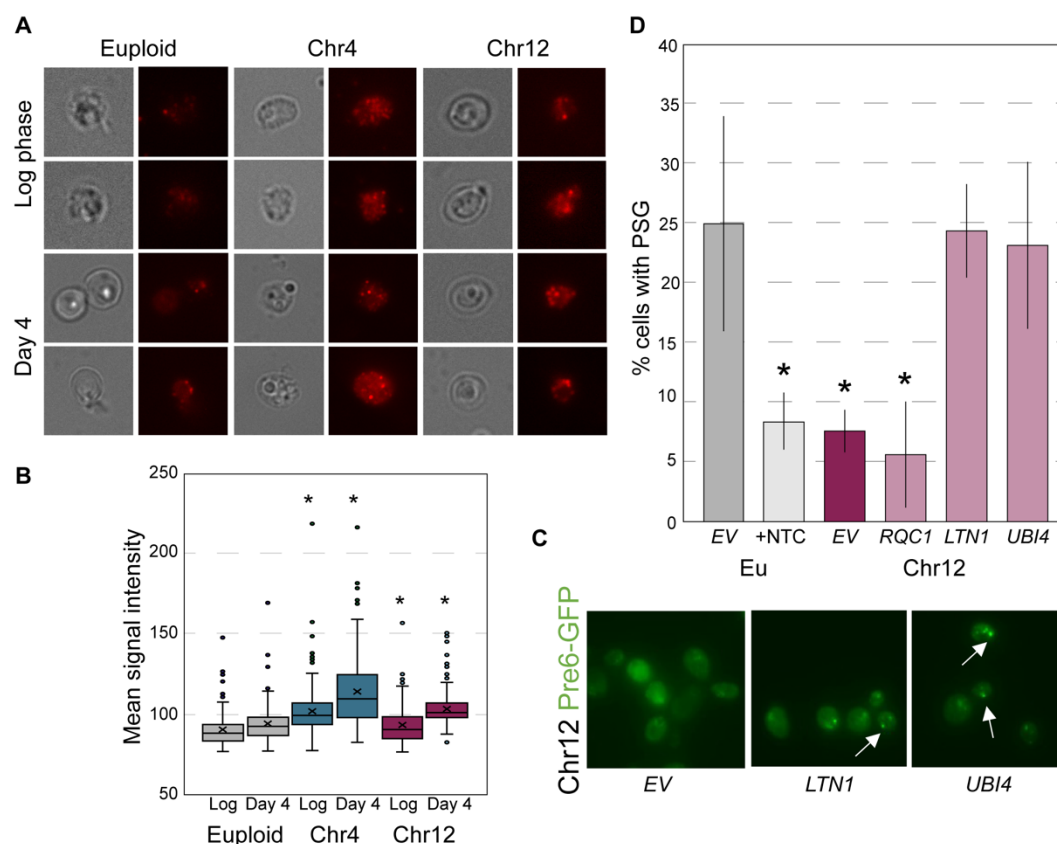 A
Euploid Chr4 Chr12
Log phase
Day 4
B
Mean signal intensity
250
200
150
100
50
Log Day 4 Log Day 4 Log Day 4
Euploid Chr4 Chr12
* * * *
D
% cells with PSG
40
35
30
25
20
15
10
5
0
* * *
EV +NTC EV RQC1 LTN1 UBI4
Eu Chr12
C
Chr12 Pre6-GFP
EV LTN1 UBI4